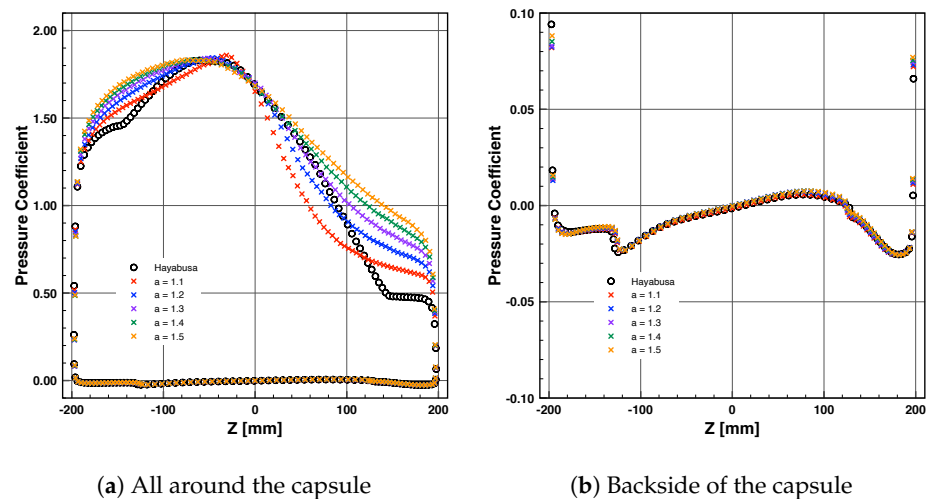 2.00
1.50
1.00
0.50
0.00
Pressure Coefficient
Hayabusa
a = 1.1
a = 1.2
a = 1.3
a = 1.4
a = 1.5
-200 -100 0 100 200
Z [mm]
(a) All around the capsule
0.10
0.05
0.00
-0.05
-0.10
Pressure Coefficient
Hayabusa
a = 1.1
a = 1.2
a = 1.3
a = 1.4
a = 1.5
-200 -100 0 100 200
Z [mm]
(b) Backside of the capsule